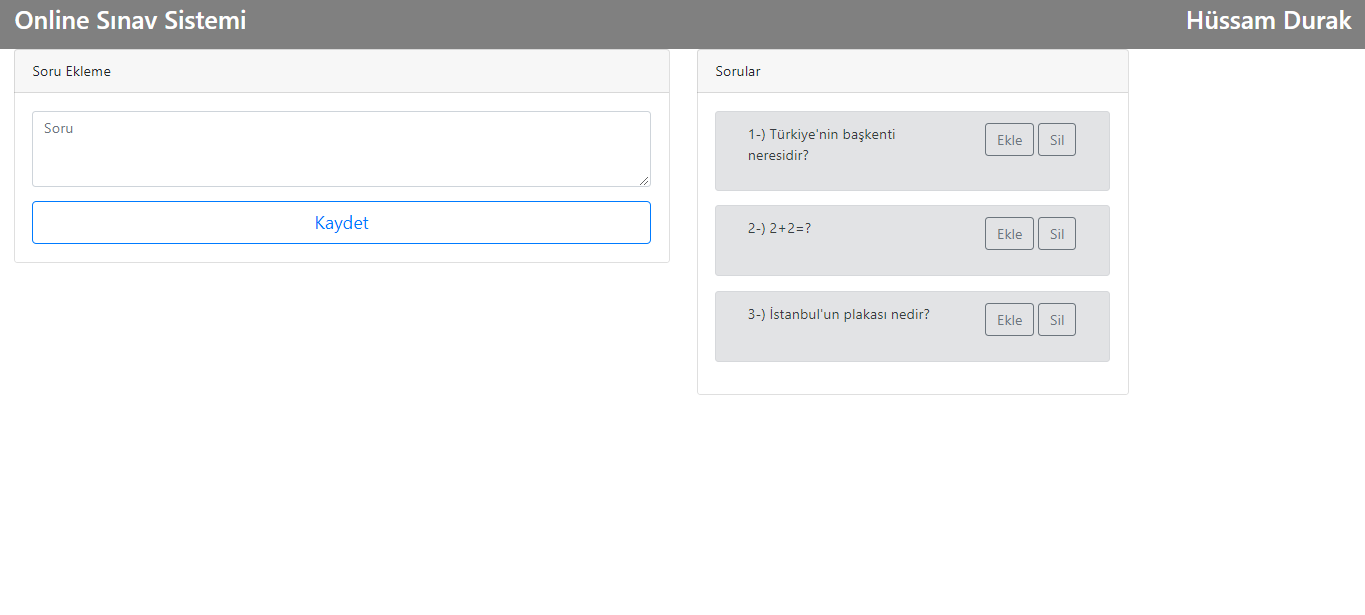 Online Sınav Sistemi
Hüssam Durak
Soru Ekleme
Soru
Kaydet
Sorular
1-) Türkiye'nin başkenti
neresidir?
Ekle Sil
2-) 2+2=?
Ekle Sil
3-) İstanbul'un plakası nedir?
Ekle Sil